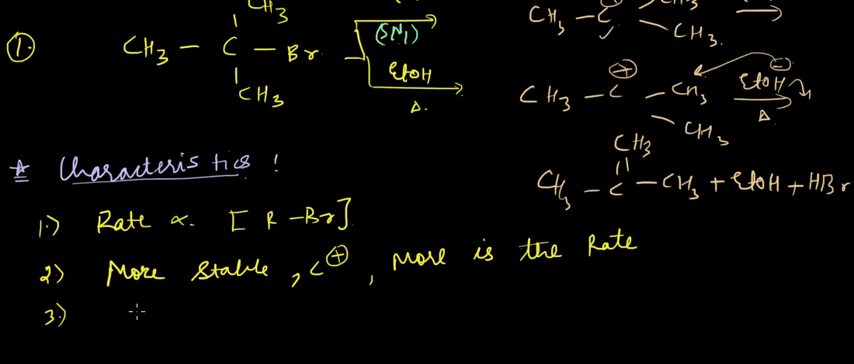 CH3
CH3 — C — Br
(SN1)
EtOH
Δ.
CH3
①.
CH3 — C
CH3.
CH3 — C⊕ — CH3
EtOH
Δ
CH3
CH3
CH3 — C — CH3 + EtOH + HBr
* Characteristics !
1.) Rate ∝. [R – Br].
2) More Stable, C⊕, More is the Rate
3)